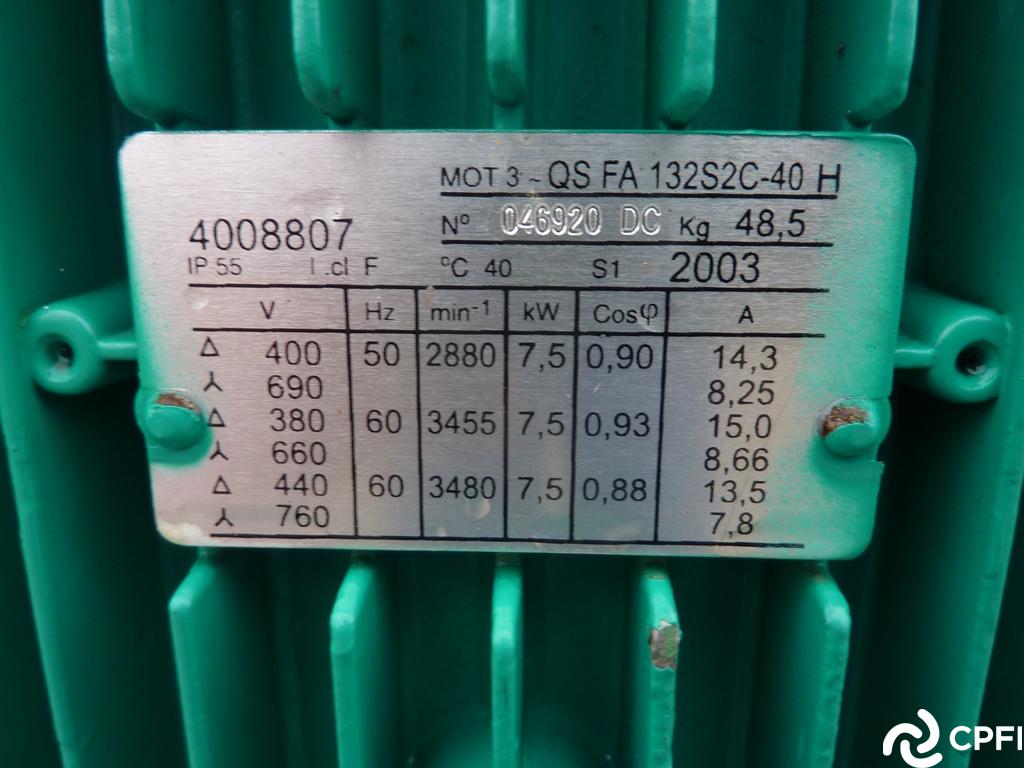 MOT 3 ~ QS FA 132S2C-40 H
4008807 Nº 046920 DC Kg 48,5
IP 55 I.cl F ºC 40 S1 2003
V Hz min-1 kW Cosφ A
Δ 400 50 2880 7,5 0,90 14,3
⅄ 690 8,25
Δ 380 60 3455 7,5 0,93 15,0
⅄ 660 8,66
Δ 440 60 3480 7,5 0,88 13,5
⅄ 760 7,8
CPFI